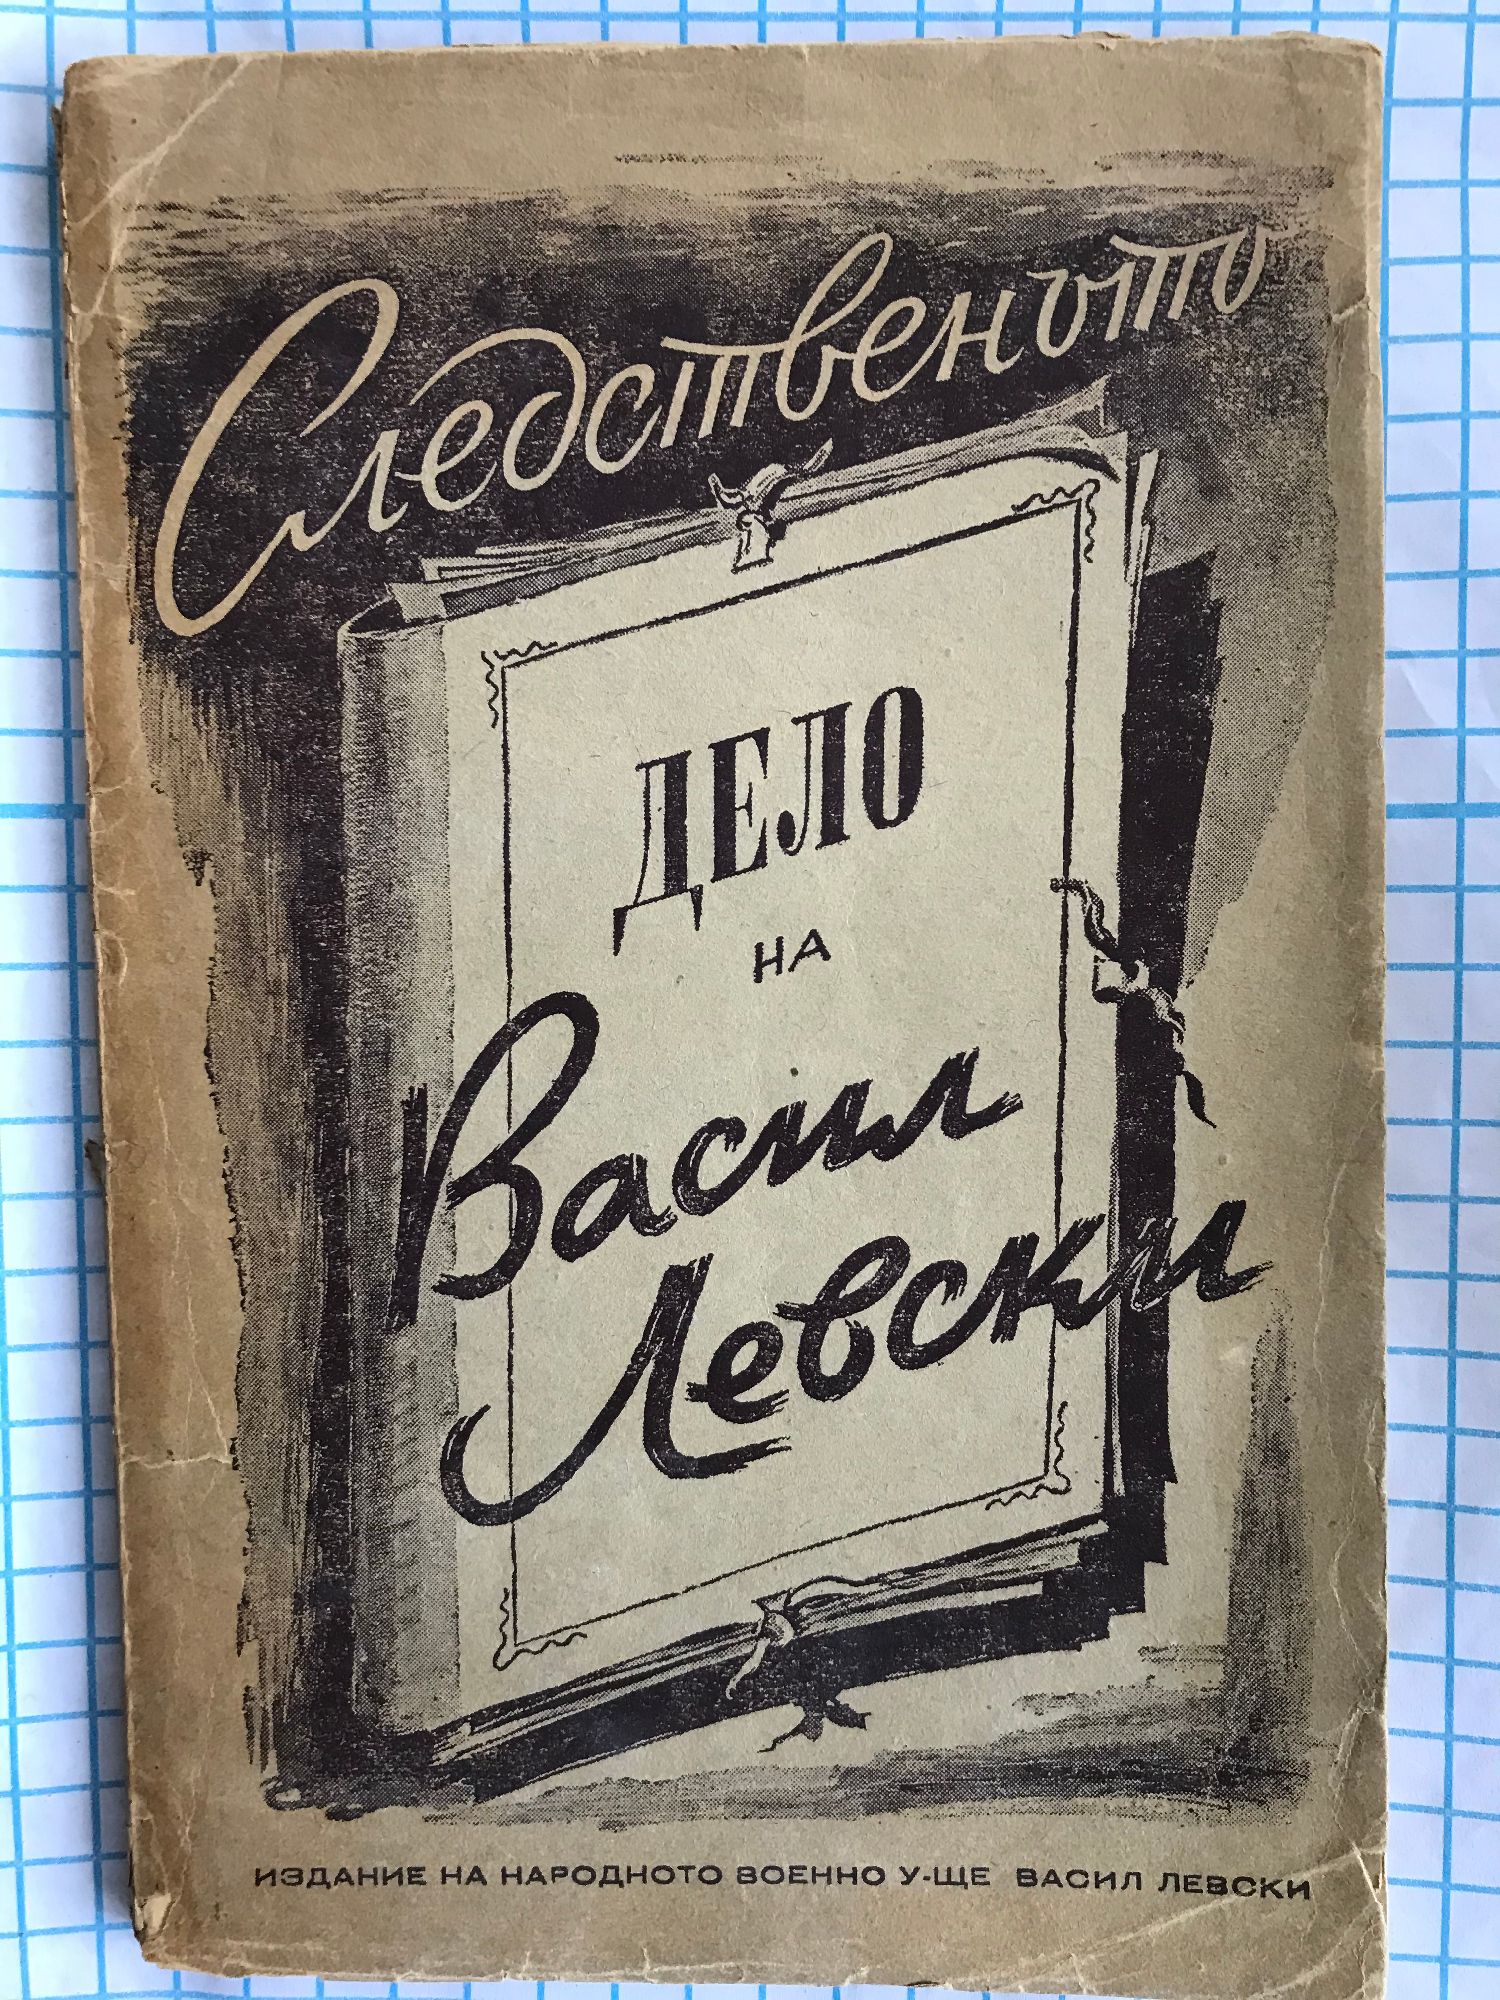 Следственото
ДЕЛО
НА
Васил
Левски
ИЗДАНИЕ НА НАРОДНОТО ВОЕННО У-ЩЕ ВАСИЛ ЛЕВСКИ